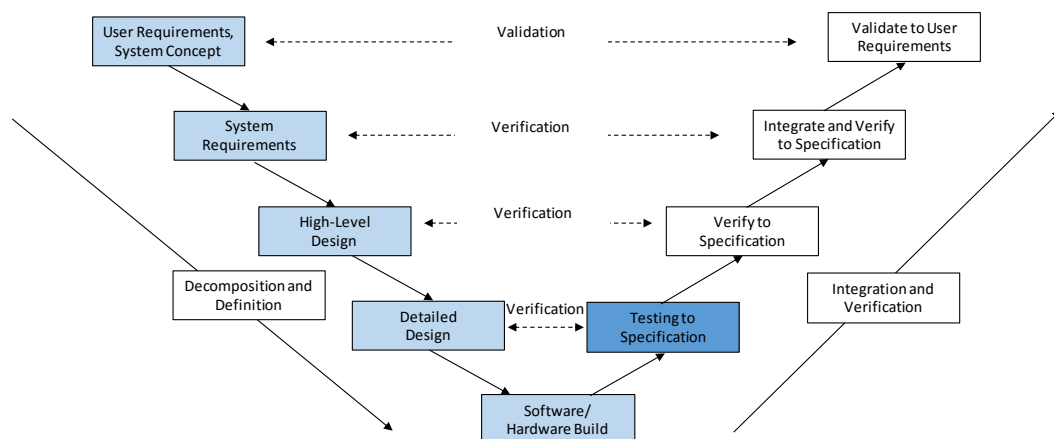 User Requirements,
System Concept
Validation
Validate to User
Requirements
System
Requirements
Verification
Integrate and Verify
to Specification
High-Level
Design
Verification
Verify to
Specification
Decomposition and
Definition
Integration and
Verification
Detailed
Design
Verification
Testing to
Specification
Software/
Hardware Build